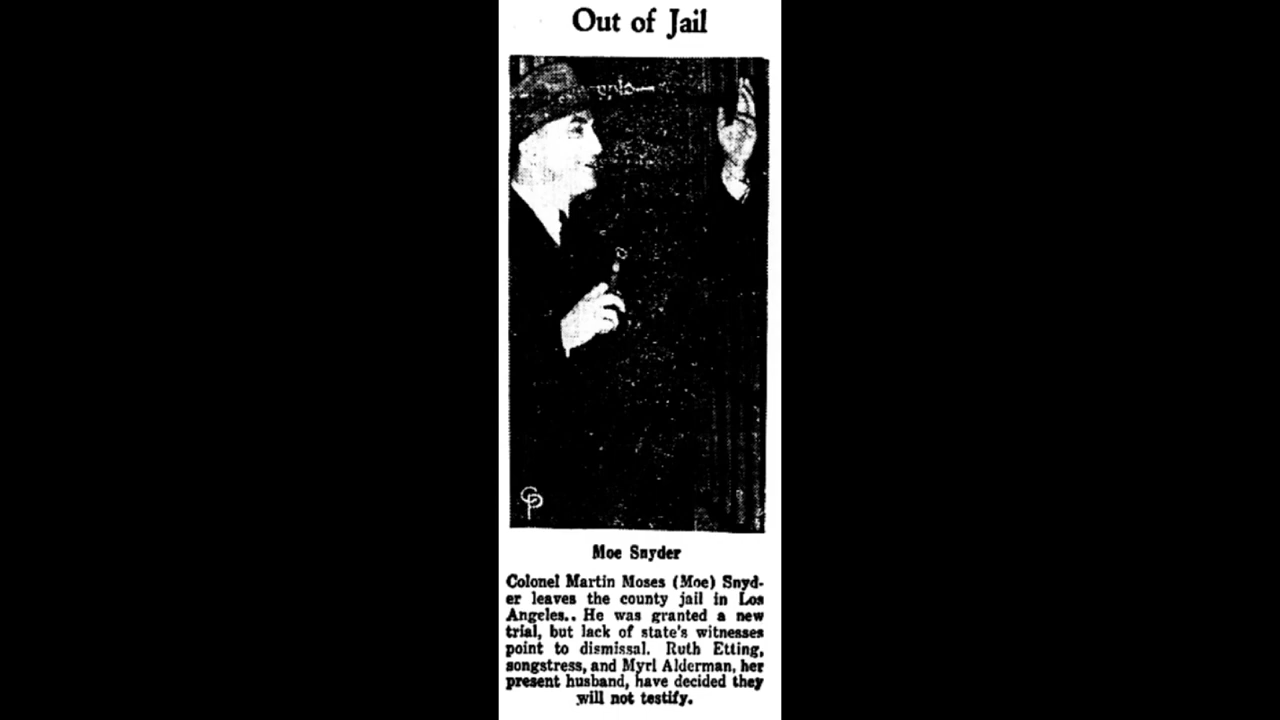 Out of Jail
CP
Moe Snyder
Colonel Martin Moses (Moe) Snyd-
er leaves the county jail in Los
Angeles.. He was granted a new
trial, but lack of state's witnesses
point to dismissal. Ruth Etting,
songstress, and Myrl Alderman, her
present husband, have decided they
will not testify.